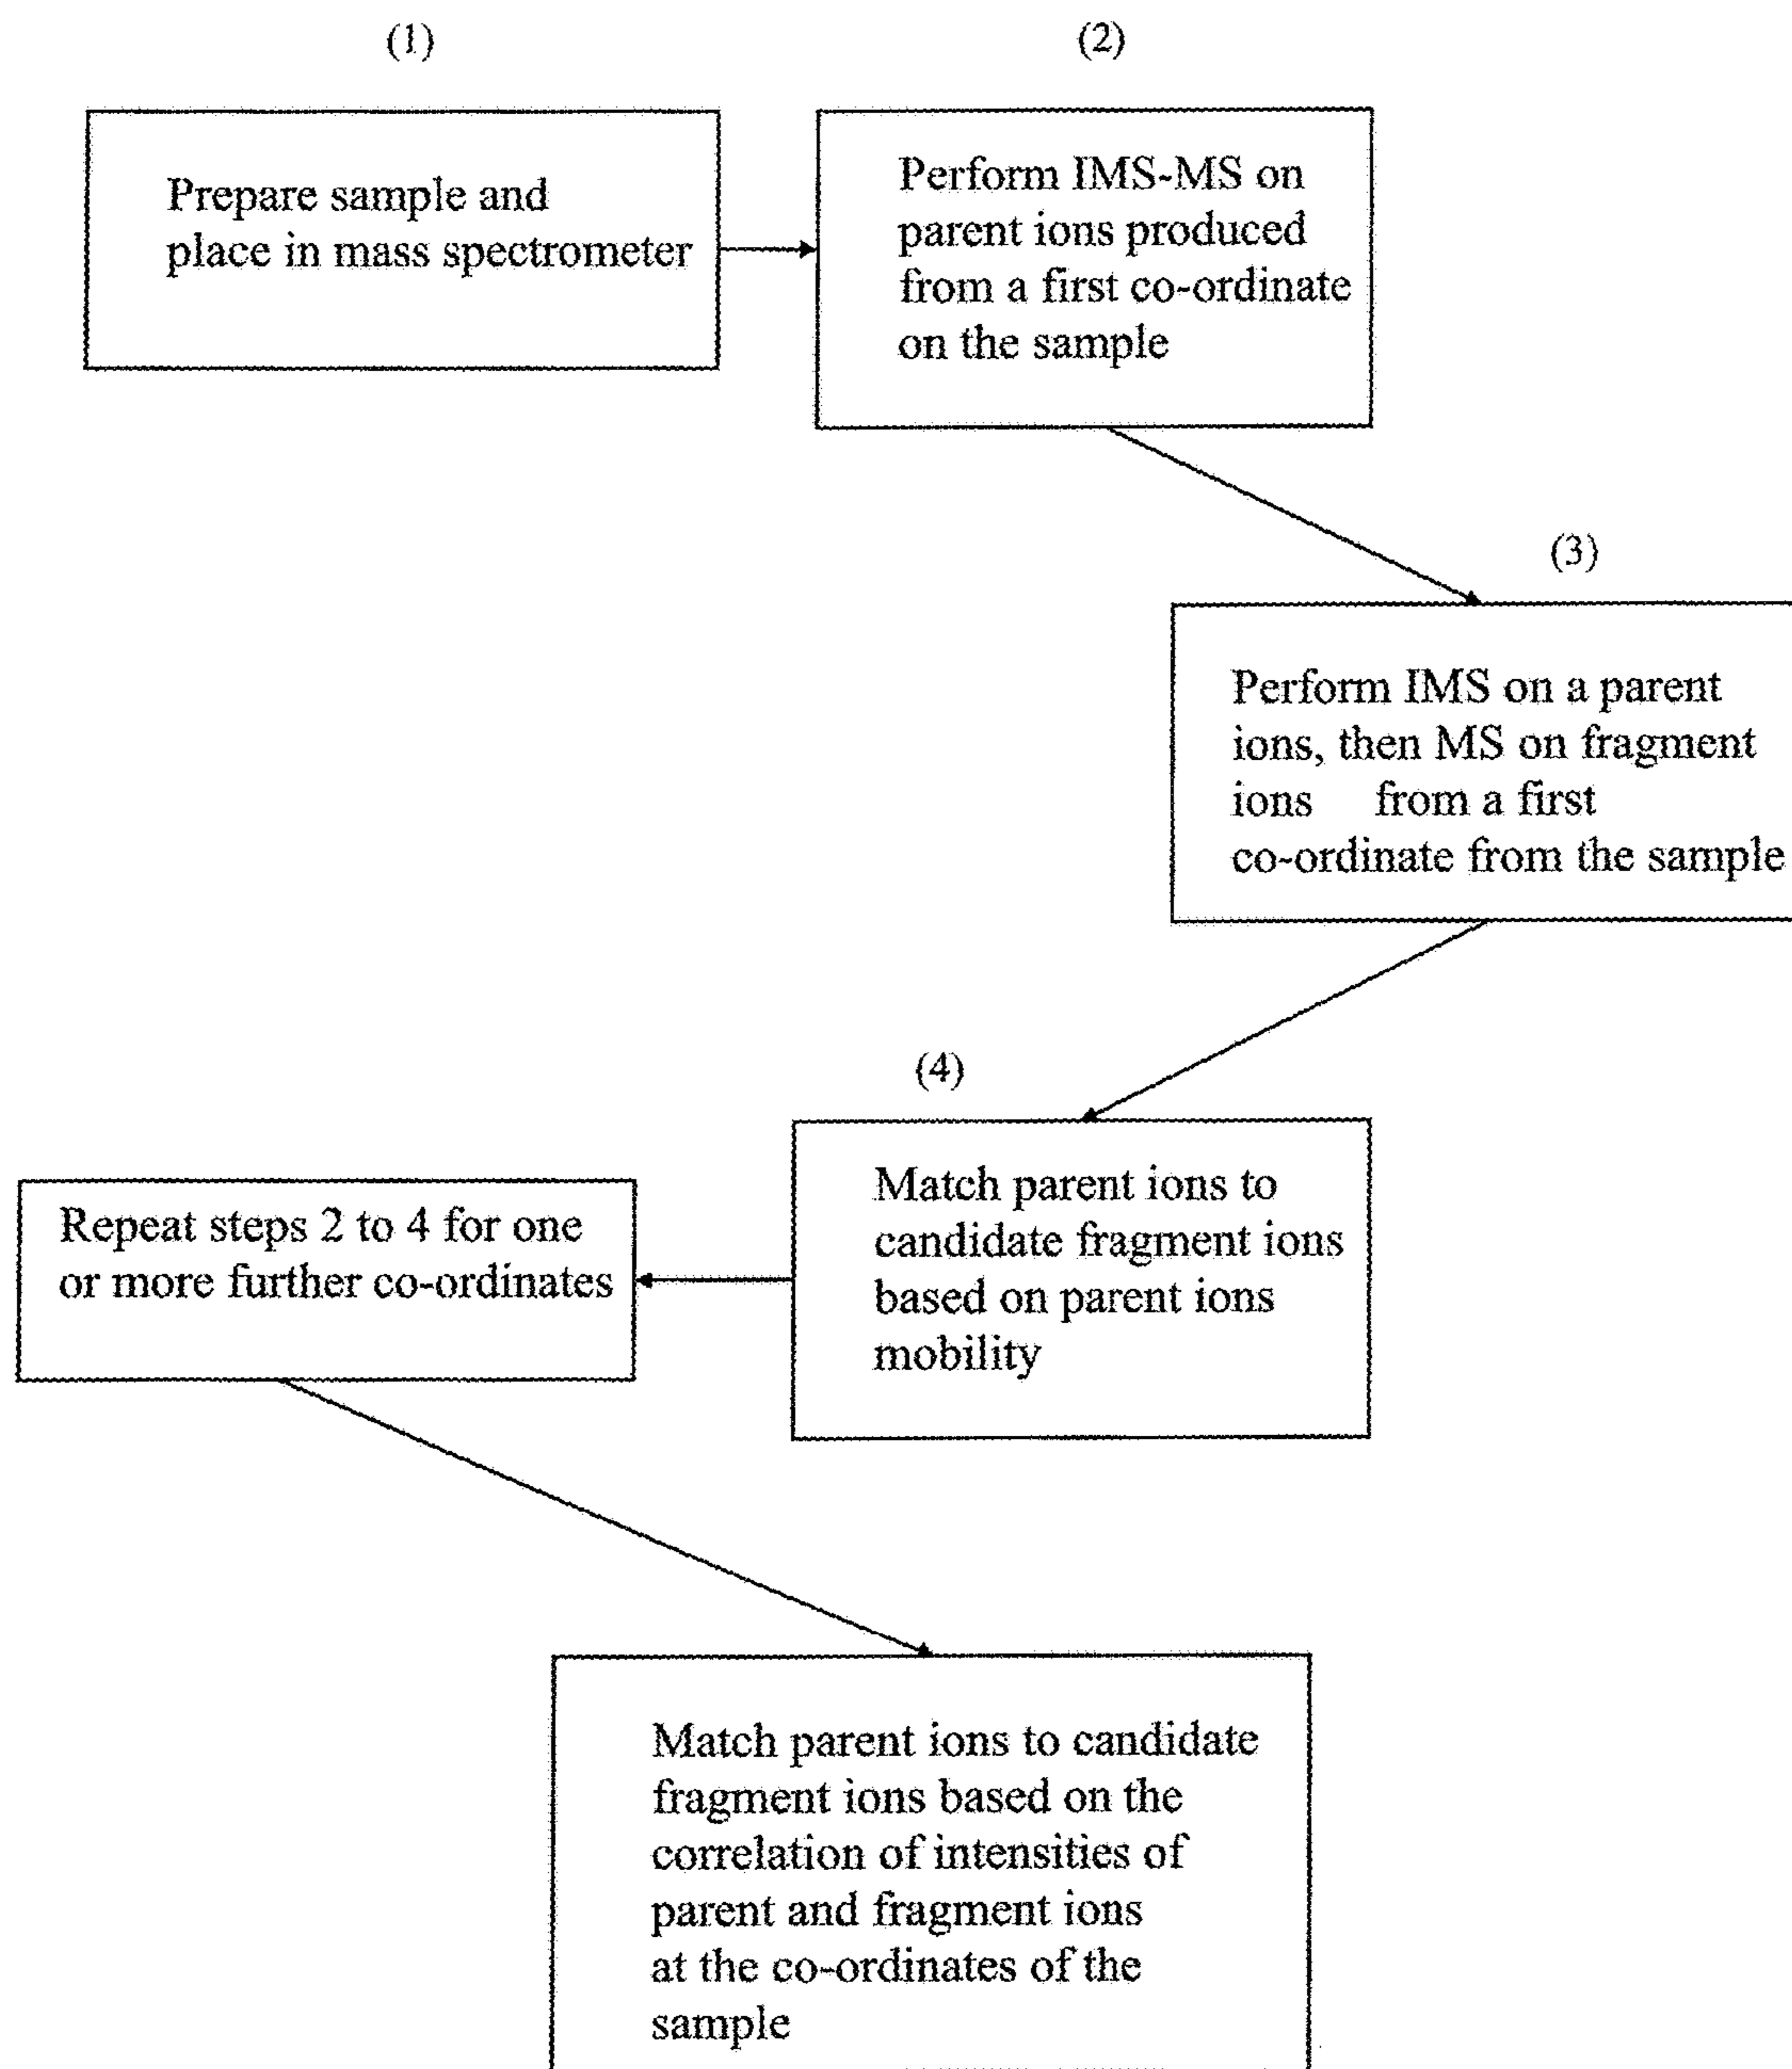 (1)
Prepare sample and
place in mass spectrometer
(2)
Perform IMS-MS on
parent ions produced
from a first co-ordinate
on the sample
(3)
Perform IMS on a parent
ions, then MS on fragment
ions from a first
co-ordinate from the sample
(4)
Match parent ions to
candidate fragment ions
based on parent ions
mobility
Repeat steps 2 to 4 for one
or more further co-ordinates
Match parent ions to candidate
fragment ions based on the
correlation of intensities of
parent and fragment ions
at the co-ordinates of the
sample